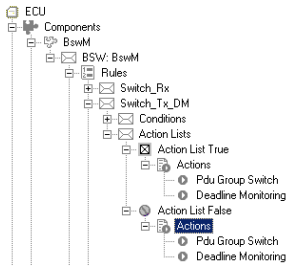 ECU
Components
BswM
BSW: BswM
Rules
Switch_Rx
Switch_Tx_DM
Conditions
Action Lists
Action List True
Actions
Pdu Group Switch
Deadline Monitoring
Action List False
Actions
Pdu Group Switch
Deadline Monitoring